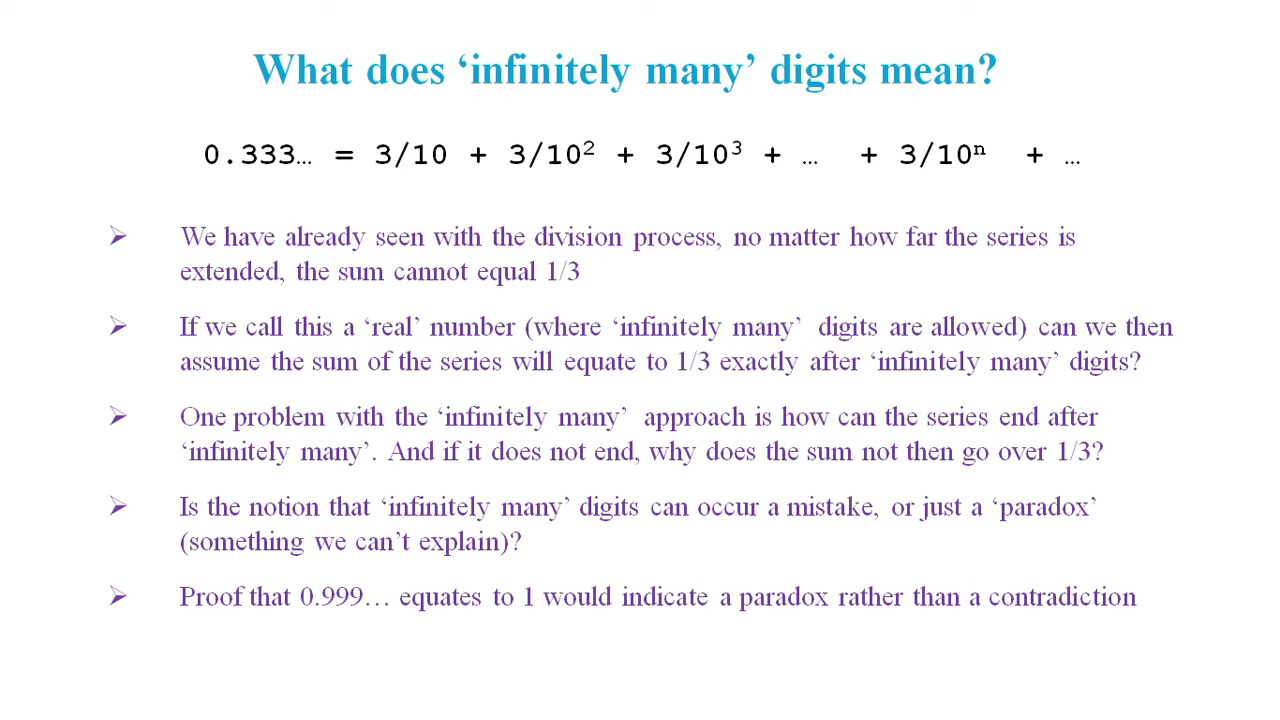 What does ‘infinitely many’ digits mean?
0.333… = 3/10 + 3/10² + 3/10³ + … + 3/10ⁿ + …
➢ We have already seen with the division process, no matter how far the series is
extended, the sum cannot equal 1/3
➢ If we call this a ‘real’ number (where ‘infinitely many’ digits are allowed) can we then
assume the sum of the series will equate to 1/3 exactly after ‘infinitely many’ digits?
➢ One problem with the ‘infinitely many’ approach is how can the series end after
‘infinitely many’. And if it does not end, why does the sum not then go over 1/3?
➢ Is the notion that ‘infinitely many’ digits can occur a mistake, or just a ‘paradox’
(something we can’t explain)?
➢ Proof that 0.999… equates to 1 would indicate a paradox rather than a contradiction